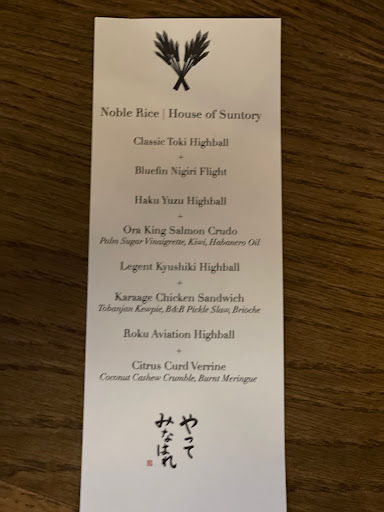 Noble Rice | House of Suntory
Classic Toki Highball
+
Bluefin Nigiri Flight
Haku Yuzu Highball
+
Ora King Salmon Crudo
Palm Sugar Vinaigrette, Kiwi, Habanero Oil
Legent Kyushiki Highball
+
Karaage Chicken Sandwich
Tobanjan Kewpie, B&B Pickle Slaw, Brioche
Roku Aviation Highball
+
Citrus Curd Verrine
Coconut Cashew Crumble, Burnt Meringue
やって
みなはれ